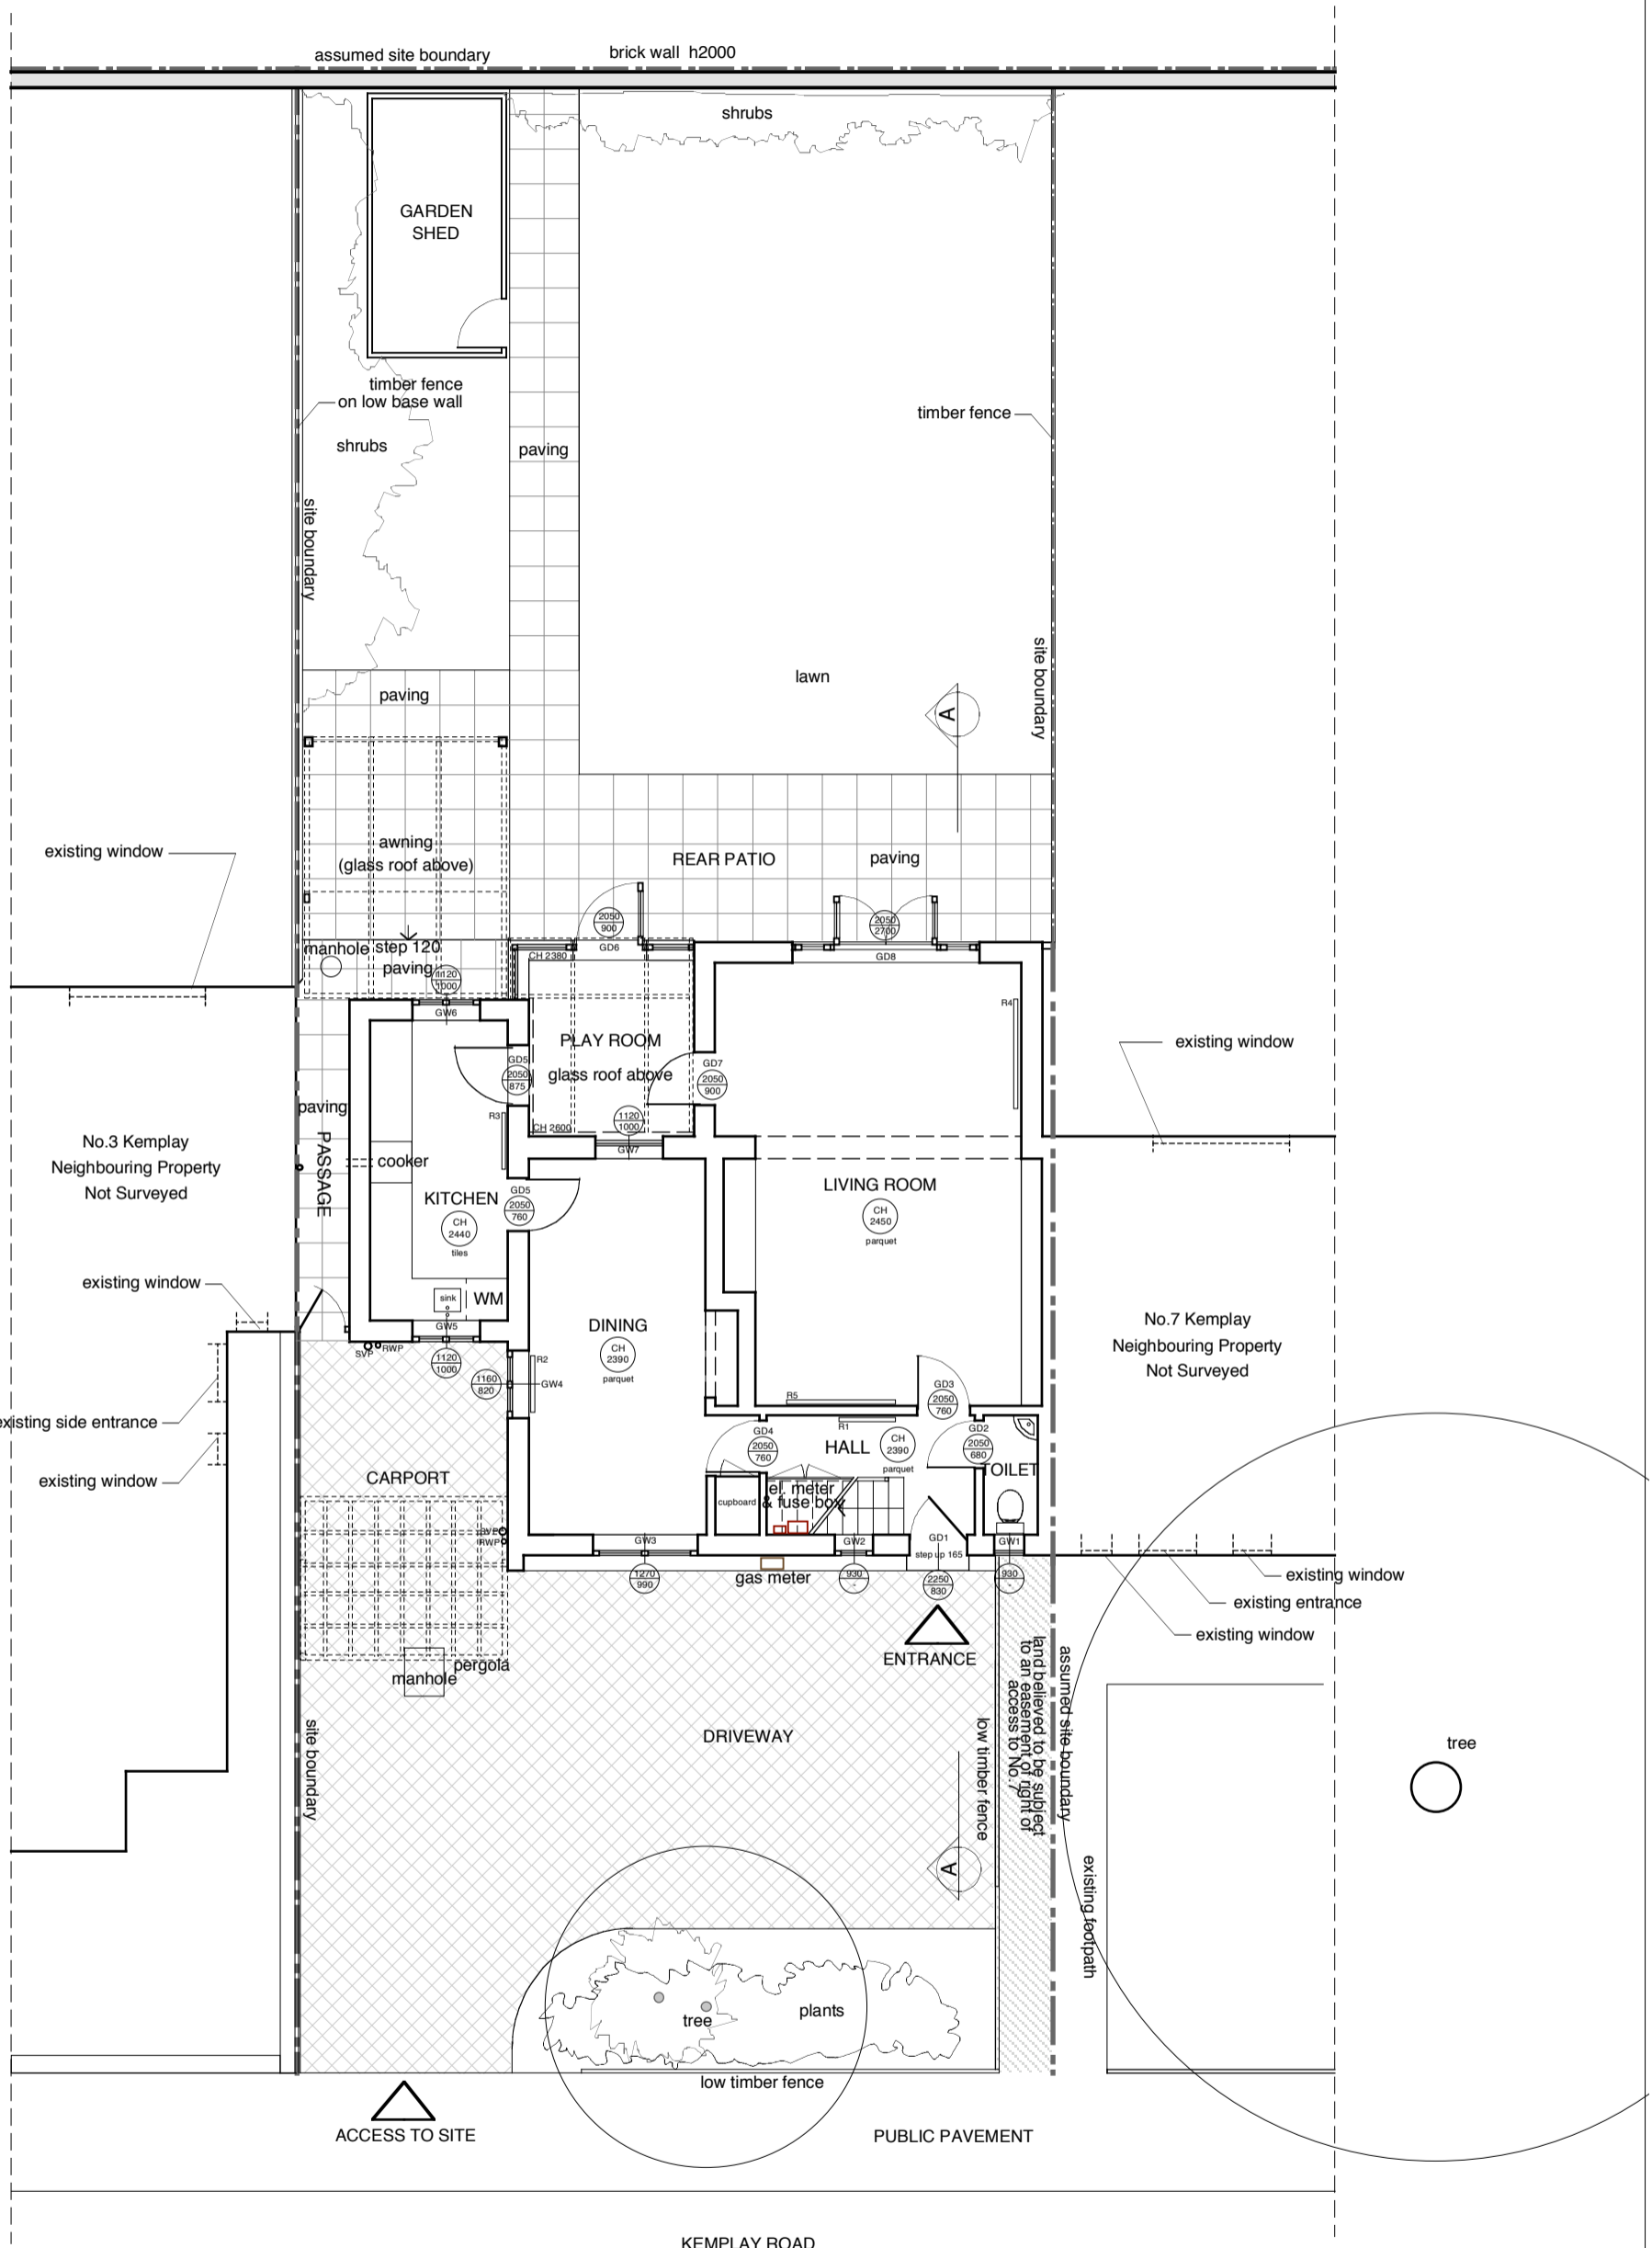 assumed site boundary
brick wall h2000
shrubs
GARDEN
SHED
timber fence
on low base wall
shrubs
timber fence
paving
site boundary
site boundary
lawn
paving
A
awning
(glass roof above)
existing window
REAR PATIO
paving
2050
900
2050
2700
manhole
step 120
paving
GD6
GD8
CH 2380
1120
1000
GW6
R4
PLAY ROOM
glass roof above
GD5
2050
875
GD7
2050
900
existing window
paving
PASSAGE
R3
CH 2600
1120
1000
GW7
No.3 Kemplay
Neighbouring Property
Not Surveyed
cooker
KITCHEN
CH
2440
tiles
GD5
2050
760
LIVING ROOM
CH
2450
parquet
existing window
sink
WM
GW5
SVP
RWP
1120
1000
DINING
CH
2390
parquet
R2
GW4
1160
820
No.7 Kemplay
Neighbouring Property
Not Surveyed
R5
GD3
2050
760
existing side entrance
existing window
R1
GD4
2050
760
HALL
CH
2390
parquet
GD2
2050
680
TOILET
CARPORT
el. meter
& fuse box
cupboard
SVP
RWP
GW3
GW2
GD1
step up 165
GW1
1270
990
gas meter
930
-
2250
830
930
-
existing window
existing entrance
existing window
ENTRANCE
pergola
manhole
DRIVEWAY
site boundary
low timber fence
land believed to be subject
to an easement of right of
access to No.7
assumed site boundary
tree
A
existing footpath
tree
plants
low timber fence
ACCESS TO SITE
PUBLIC PAVEMENT
KEMPLAY ROAD